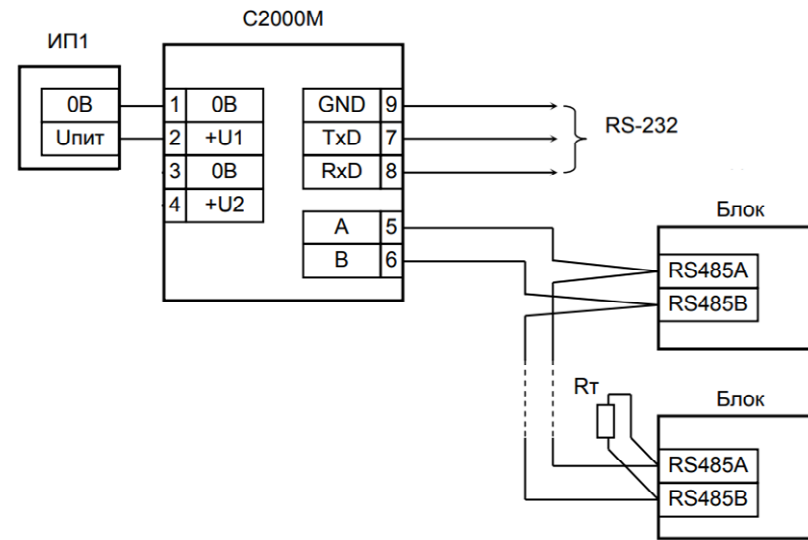 С2000М
ИП1
0В
Uпит
1 0В
2 +U1
3 0В
4 +U2
GND 9
TxD 7
RxD 8
A 5
B 6
RS-232
Блок
RS485A
RS485B
Rт
Блок
RS485A
RS485B